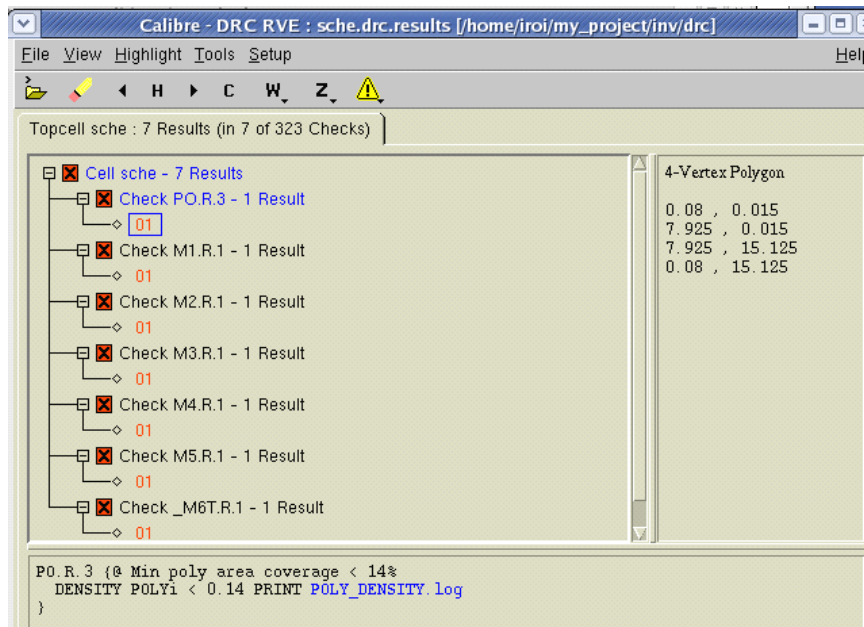 Calibre - DRC RVE : sche.drc.results [/home/iroi/my_project/inv/drc]
File View Highlight Tools Setup Help
H C W Z
Topcell sche : 7 Results (in 7 of 323 Checks)
Cell sche - 7 Results
Check PO.R.3 - 1 Result
01
Check M1.R.1 - 1 Result
01
Check M2.R.1 - 1 Result
01
Check M3.R.1 - 1 Result
01
Check M4.R.1 - 1 Result
01
Check M5.R.1 - 1 Result
01
Check _M6T.R.1 - 1 Result
01
4-Vertex Polygon
0.08 , 0.015
7.925 , 0.015
7.925 , 15.125
0.08 , 15.125
PO.R.3 {@ Min poly area coverage < 14%
DENSITY POLYi < 0.14 PRINT POLY_DENSITY.log
}